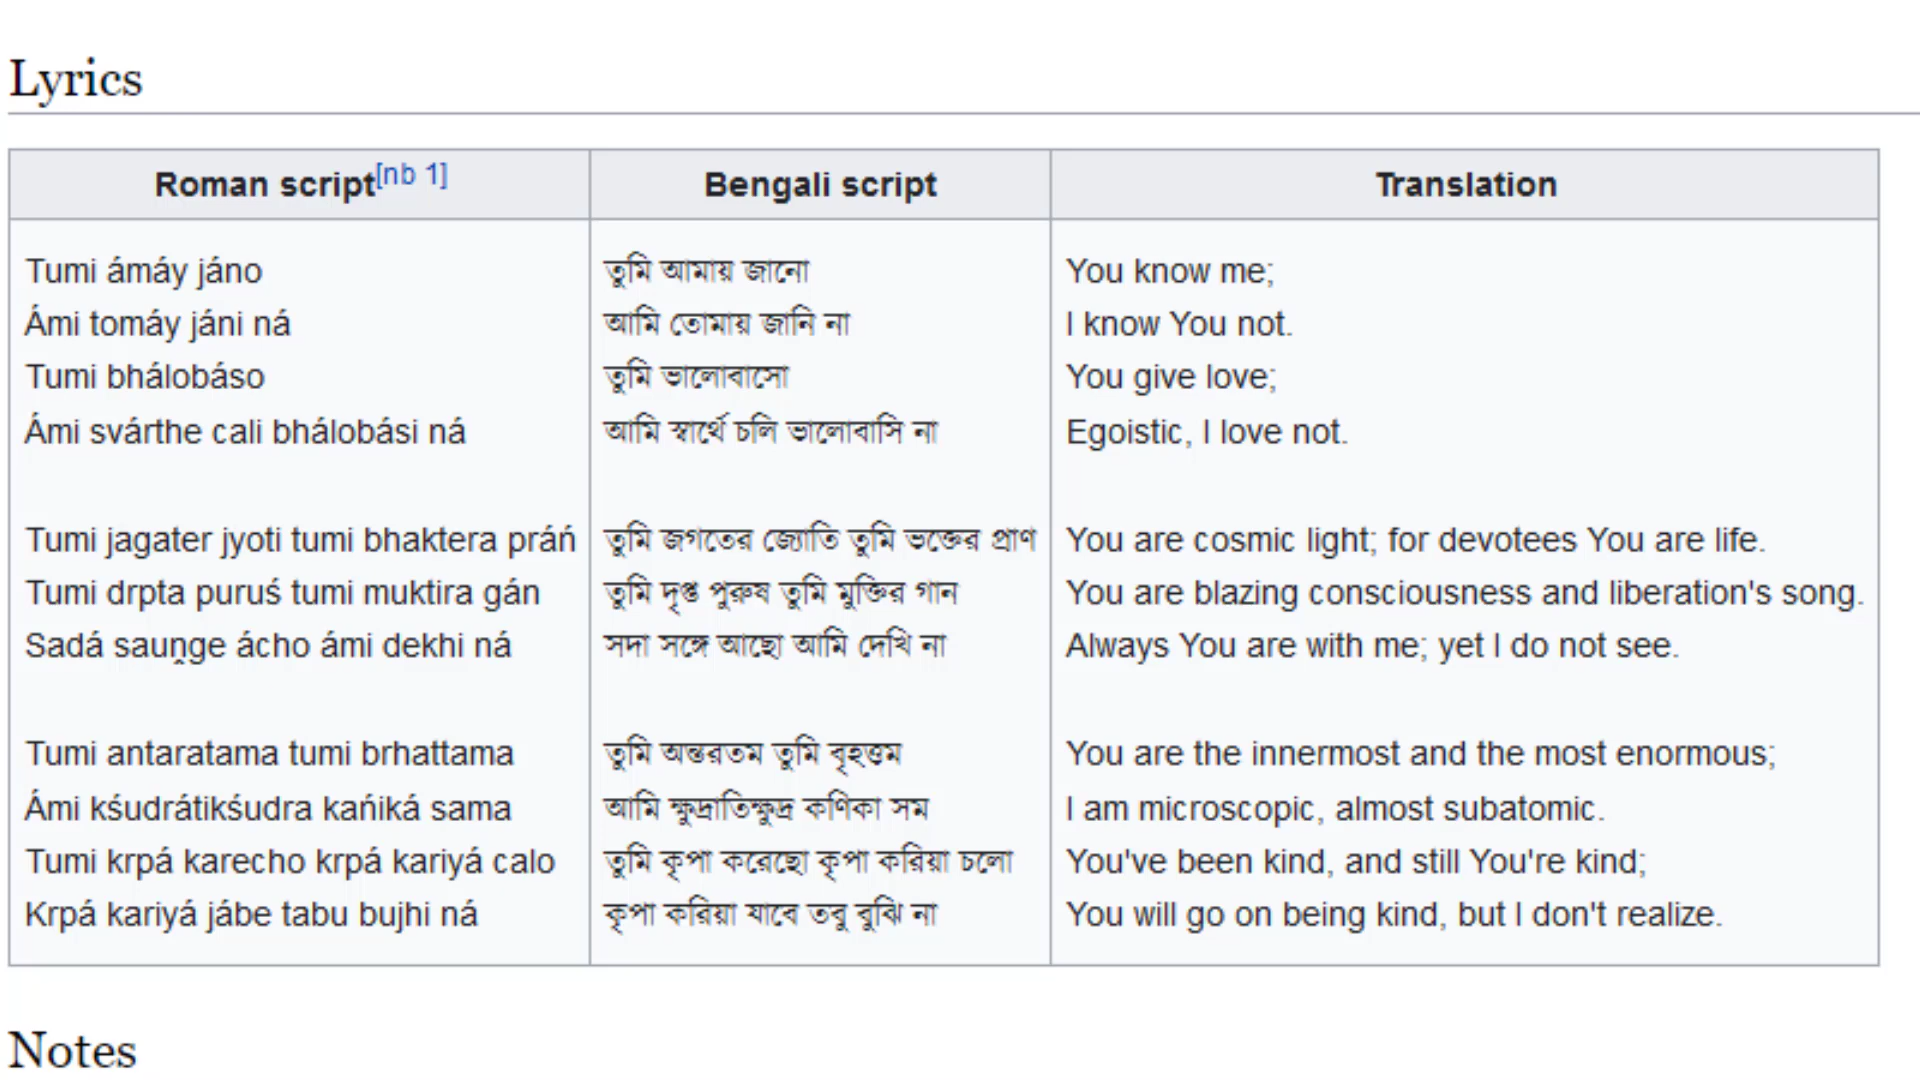 Lyrics
Roman script[nb 1] Bengali script Translation
Tumi ámáy jáno তুমি আমায় জানো You know me;
Ámi tomáy jáni ná আমি তোমায় জানি না I know You not.
Tumi bhálobáso তুমি ভালোবাসো You give love;
Ámi svárthe cali bhálobási ná আমি স্বার্থে চলি ভালোবাসি না Egoistic, I love not.
Tumi jagater jyoti tumi bhaktera práń তুমি জগতের জ্যোতি তুমি ভক্তের প্রাণ You are cosmic light; for devotees You are life.
Tumi drpta puruś tumi muktira gán তুমি দৃপ্ত পুরুষ তুমি মুক্তির গান You are blazing consciousness and liberation's song.
Sadá saun̯ge ácho ámi dekhi ná সদা সঙ্গে আছো আমি দেখি না Always You are with me; yet I do not see.
Tumi antaratama tumi brhattama তুমি অন্তরতম তুমি বৃহত্তম You are the innermost and the most enormous;
Ámi kśudrátikśudra kańiká sama আমি ক্ষুদ্রাতিক্ষুদ্র কণিকা সম I am microscopic, almost subatomic.
Tumi krpá karecho krpá kariyá calo তুমি কৃপা করেছো কৃপা করিয়া চলো You've been kind, and still You're kind;
Krpá kariyá jábe tabu bujhi ná কৃপা করিয়া যাবে তবু বুঝি না You will go on being kind, but I don't realize.
Notes